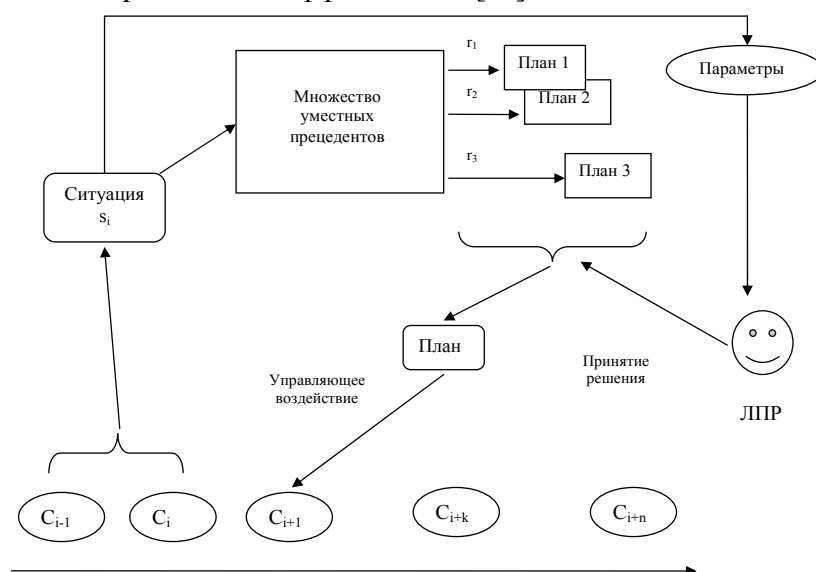 r₁
План 1
Параметры
Множество
уместных
прецедентов
r₂
План 2
r₃
План 3
Ситуация
sᵢ
План
Принятие
решения
Управляющее
воздействие
ЛПР
Cᵢ₋₁
Cᵢ
Cᵢ₊₁
Cᵢ₊ₖ
Cᵢ₊ₙ